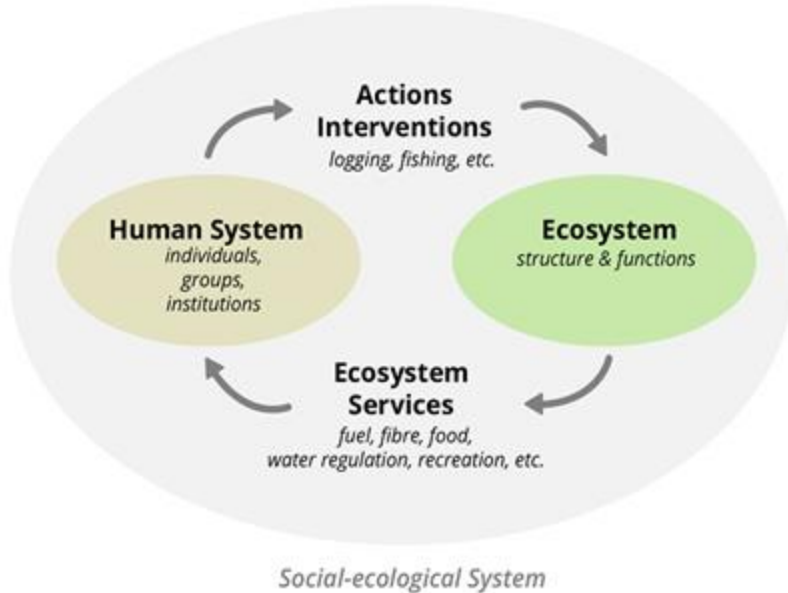 Actions
Interventions
logging, fishing, etc.
Human System
individuals,
groups,
institutions
Ecosystem
structure & functions
Ecosystem
Services
fuel, fibre, food,
water regulation, recreation, etc.
Social-ecological System